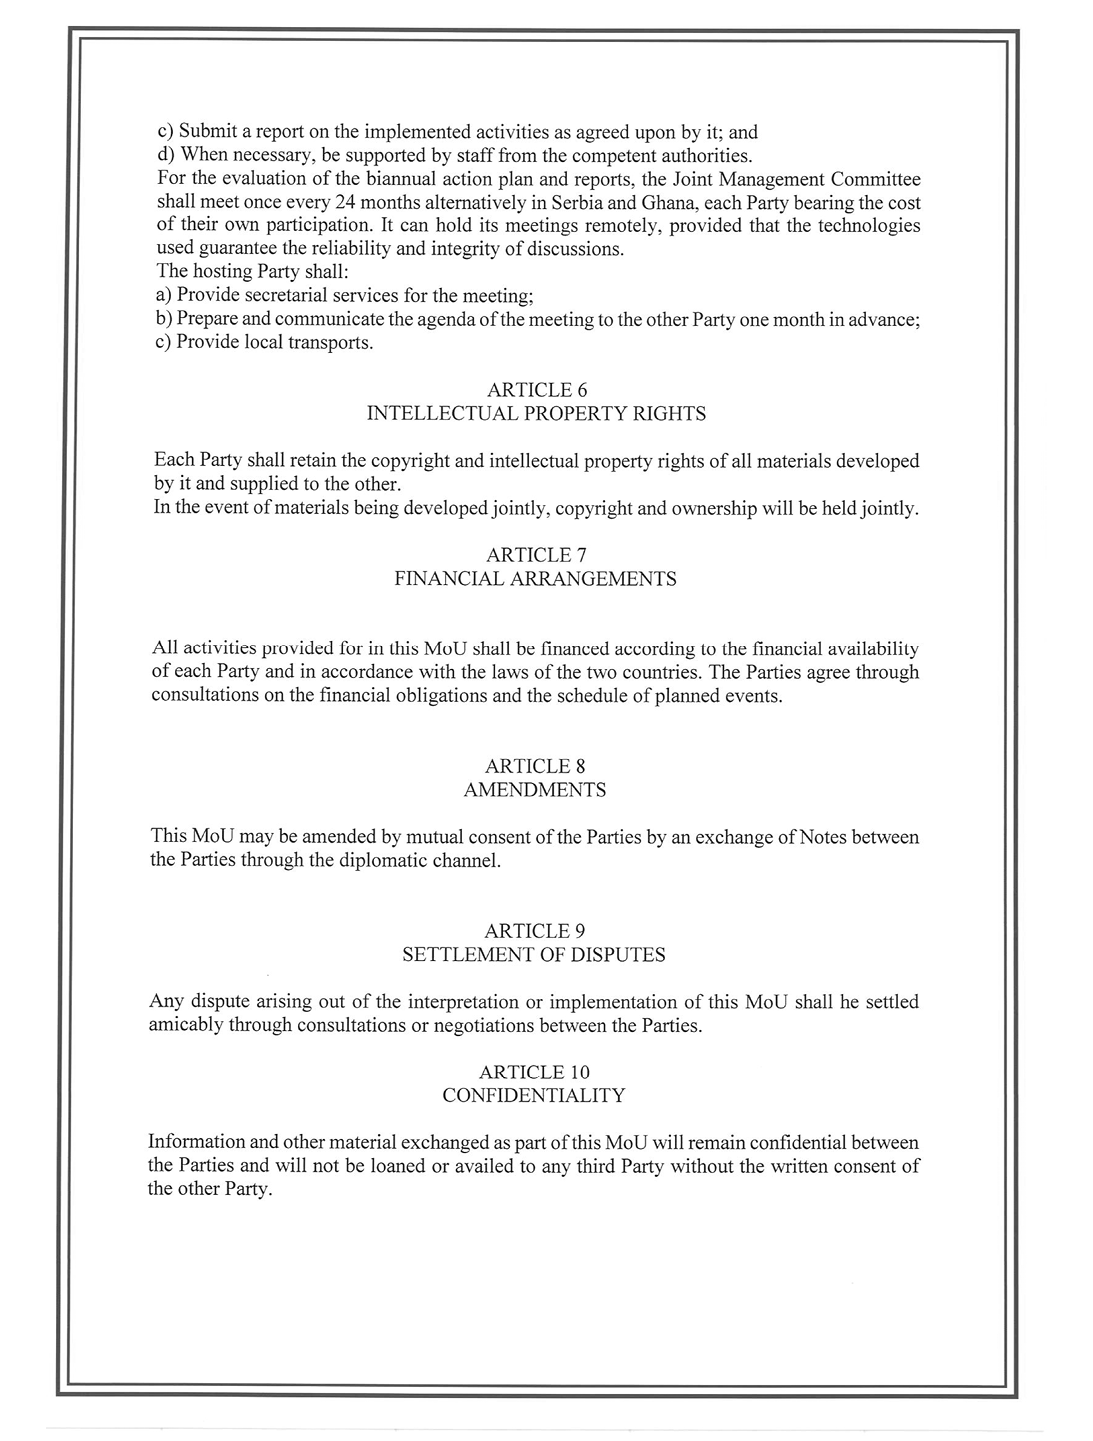 c) Submit a report on the implemented activities as agreed upon by it; and
d) When necessary, be supported by staff from the competent authorities.
For the evaluation of the biannual action plan and reports, the Joint Management Committee
shall meet once every 24 months alternatively in Serbia and Ghana, each Party bearing the cost
of their own participation. It can hold its meetings remotely, provided that the technologies
used guarantee the reliability and integrity of discussions.
The hosting Party shall:
a) Provide secretarial services for the meeting;
b) Prepare and communicate the agenda of the meeting to the other Party one month in advance;
c) Provide local transports.
ARTICLE 6
INTELLECTUAL PROPERTY RIGHTS
Each Party shall retain the copyright and intellectual property rights of all materials developed
by it and supplied to the other.
In the event of materials being developed jointly, copyright and ownership will be held jointly.
ARTICLE 7
FINANCIAL ARRANGEMENTS
All activities provided for in this MoU shall be financed according to the financial availability
of each Party and in accordance with the laws of the two countries. The Parties agree through
consultations on the financial obligations and the schedule of planned events.
ARTICLE 8
AMENDMENTS
This MoU may be amended by mutual consent of the Parties by an exchange of Notes between
the Parties through the diplomatic channel.
ARTICLE 9
SETTLEMENT OF DISPUTES
Any dispute arising out of the interpretation or implementation of this MoU shall he settled
amicably through consultations or negotiations between the Parties.
ARTICLE 10
CONFIDENTIALITY
Information and other material exchanged as part of this MoU will remain confidential between
the Parties and will not be loaned or availed to any third Party without the written consent of
the other Party.